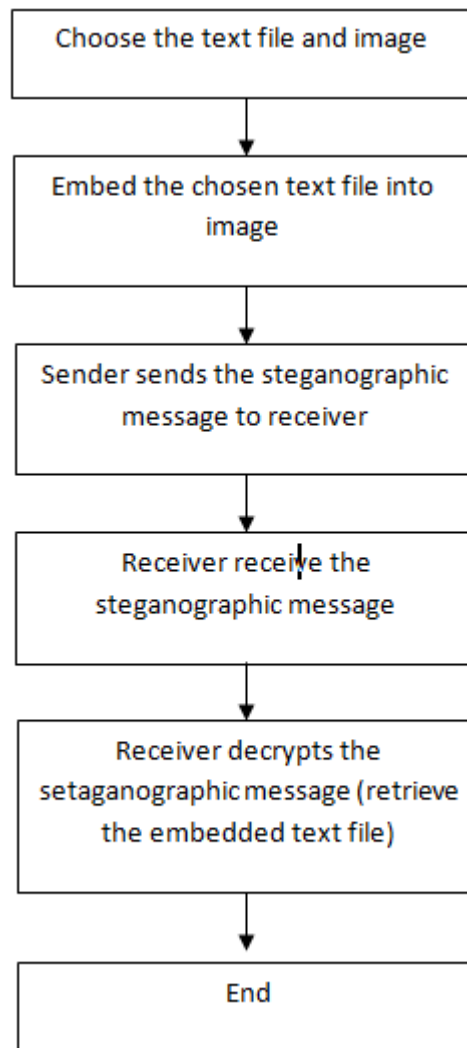 Choose the text file and image
Embed the chosen text file into
image
Sender sends the steganographic
message to receiver
Receiver receive the
steganographic message
Receiver decrypts the
setaganographic message (retrieve
the embedded text file)
End